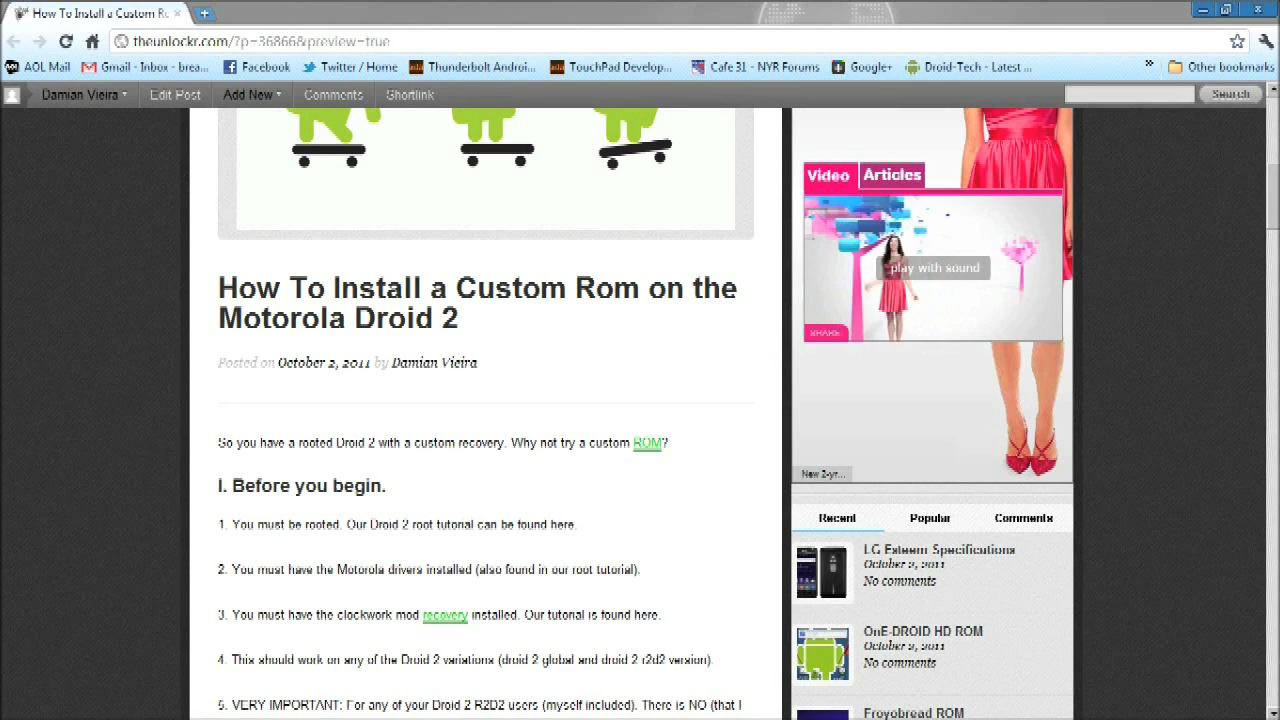 How To Install a Custom Ro
theunlockr.com/?p=36866&preview=true
AOL Mail
Gmail - Inbox - brea...
Facebook
Twitter / Home
Thunderbolt Androi...
TouchPad Develop...
Cafe 31 - NYR Forums
Google+
Droid-Tech - Latest ...
»
Other bookmarks
Damian Vieira
Edit Post
Add New
Comments
Shortlink
Search
How To Install a Custom Rom on the
Motorola Droid 2
Posted on October 2, 2011 by Damian Vieira
So you have a rooted Droid 2 with a custom recovery. Why not try a custom ROM?
I. Before you begin.
1. You must be rooted. Our Droid 2 root tutorial can be found here.
2. You must have the Motorola drivers installed (also found in our root tutorial).
3. You must have the clockwork mod recovery installed. Our tutorial is found here.
4. This should work on any of the Droid 2 variations (droid 2 global and droid 2 r2d2 version).
5. VERY IMPORTANT: For any of your Droid 2 R2D2 users (myself included). There is NO (that I
Video
Articles
play with sound
SHARE
New 2-yr...
Recent
Popular
Comments
LG Esteem Specifications
October 2, 2011
No comments
OnE-DROID HD ROM
October 2, 2011
No comments
Froyobread ROM